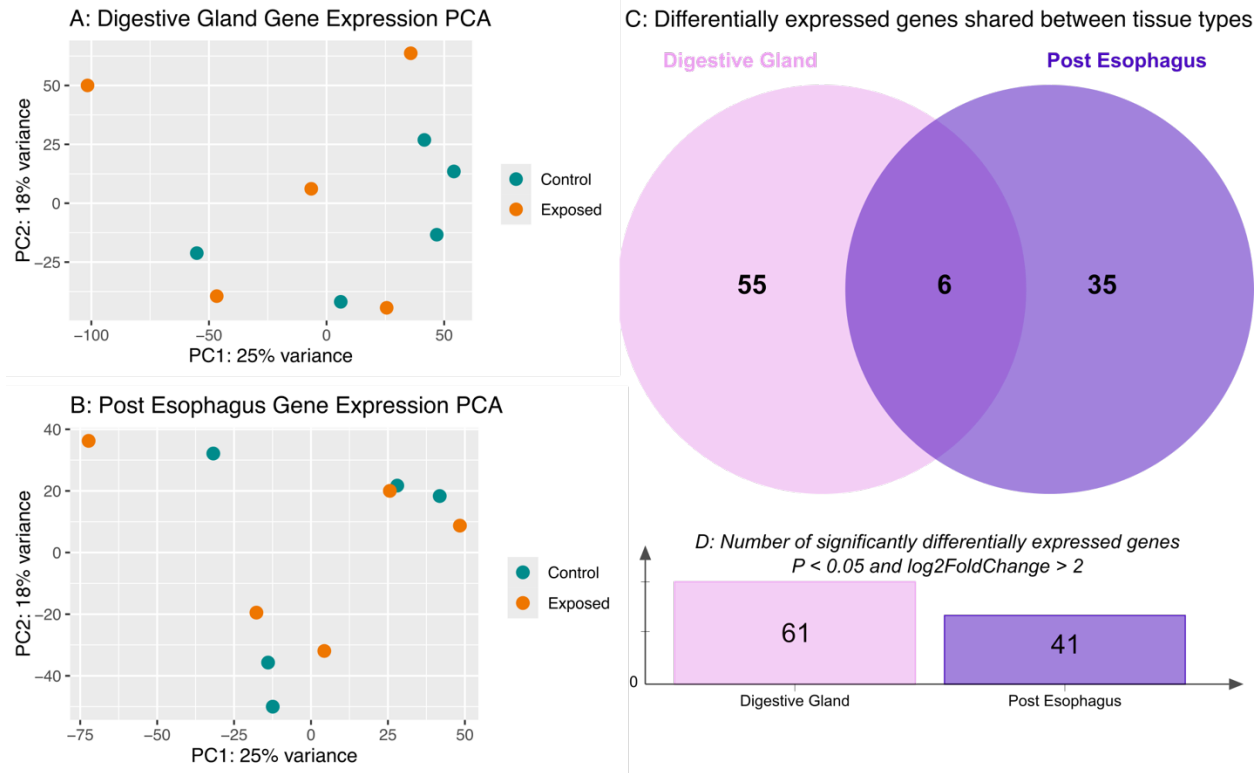 A: Digestive Gland Gene Expression PCA
PC2: 18% variance
50
25
0
−25
−100
−50
0
50
PC1: 25% variance
Control
Exposed
B: Post Esophagus Gene Expression PCA
PC2: 18% variance
40
20
0
−20
−40
−75
−50
−25
0
25
50
PC1: 25% variance
Control
Exposed
C: Differentially expressed genes shared between tissue types
Digestive Gland
Post Esophagus
55
6
35
D: Number of significantly differentially expressed genes
P < 0.05 and log2FoldChange > 2
61
41
0
Digestive Gland
Post Esophagus